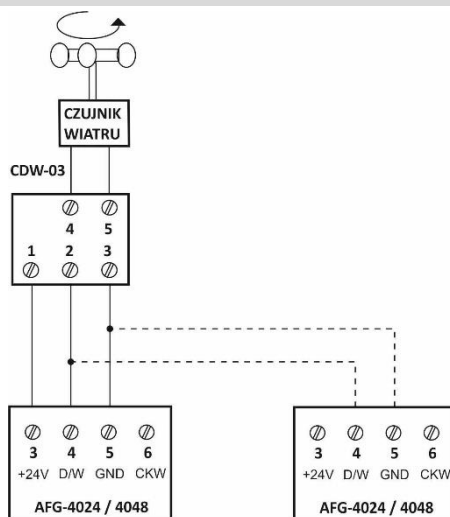 CZUJNIK
WIATRU
CDW-03
4 5
1 2 3
3 4 5 6
+24V D/W GND CKW
AFG-4024 / 4048
3 4 5 6
+24V D/W GND CKW
AFG-4024 / 4048